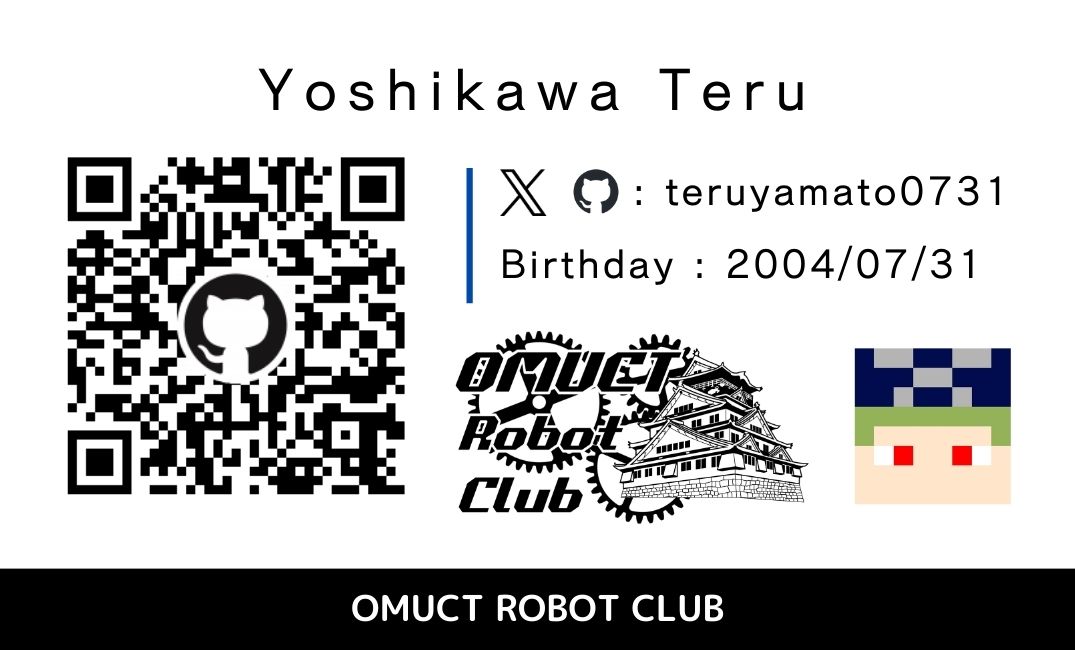 Yoshikawa Teru
: teruyamato0731
Birthday : 2004/07/31
OMUCT
Robot
Club
OMUCT ROBOT CLUB